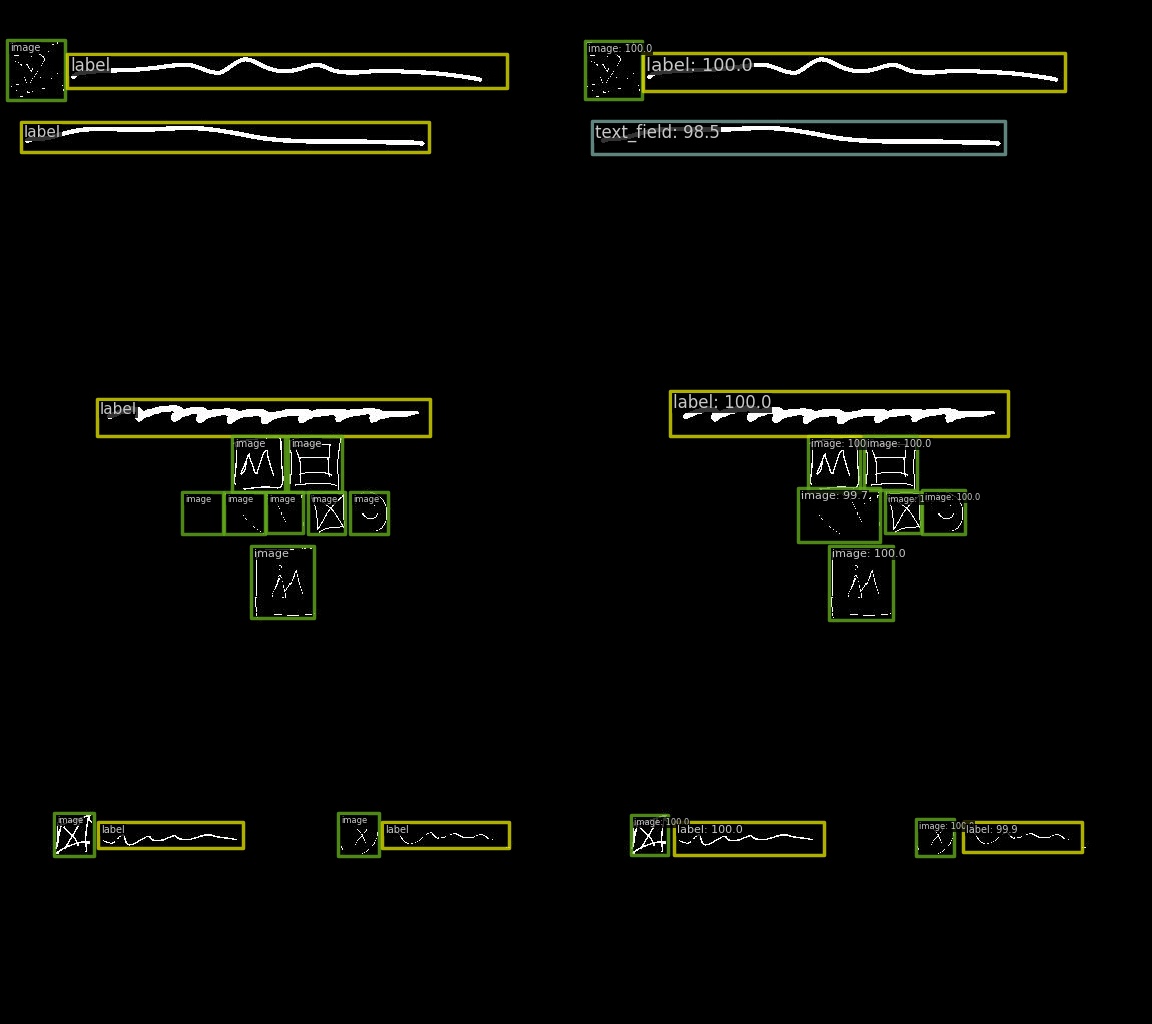 image image: 100.0
label label: 100.0
label text_field: 98.5
label label: 100.0
image image image: 100 image: 100.0
image image image image image image: 99.7 image: 1 image: 100.0
image image: 100.0
image image image: 100.0 image: 100
label label label: 100.0 label: 99.9